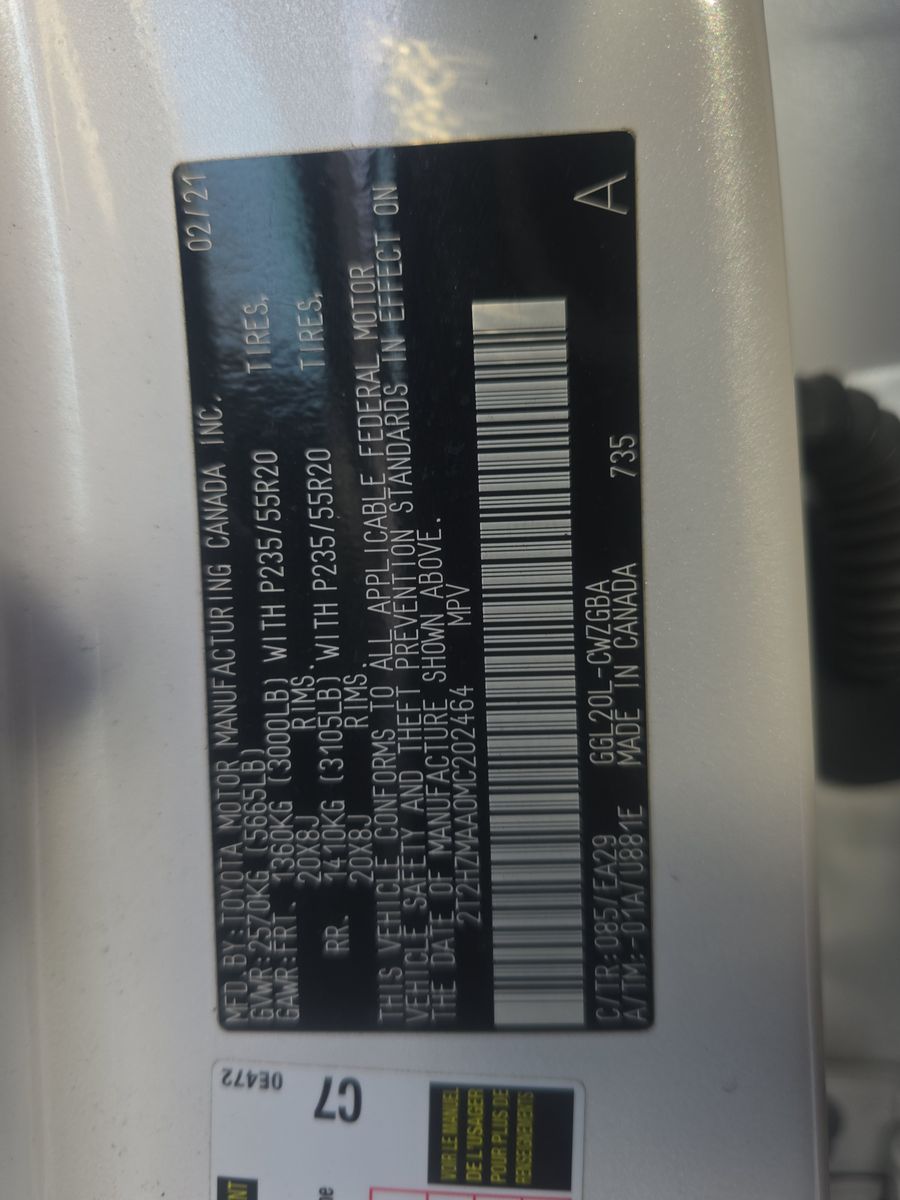 MFD.BY:TOYOTA MOTOR MANUFACTURING CANADA INC. 02/21
GVWR:2570KG (5665LB)
GAWR:FRT. 1360KG (3000LB) WITH P235/55R20 TIRES,
20X8J RIMS.
RR. 1410KG (3105LB) WITH P235/55R20 TIRES,
20X8J RIMS.
THIS VEHICLE CONFORMS TO ALL APPLICABLE FEDERAL MOTOR
VEHICLE SAFETY AND THEFT PREVENTION STANDARDS IN EFFECT ON
THE DATE OF MANUFACTURE SHOWN ABOVE.
2T2HZMAA0MC202464 MPV
C/TR:085/EA29 GGL20L-CWZGBA
A/TM:-01A/U881E MADE IN CANADA 735
A
0E472
C7
VOIR LE MANUEL
DE L'USAGER
POUR PLUS DE
RENSEIGNEMENTS